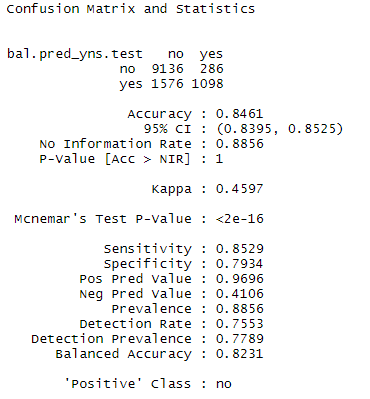 Confusion Matrix and Statistics
bal.pred_yns.test   no  yes
              no  9136  286
              yes 1576 1098
Accuracy : 0.8461
95% CI : (0.8395, 0.8525)
No Information Rate : 0.8856
P-Value [Acc > NIR] : 1
Kappa : 0.4597
Mcnemar's Test P-Value : <2e-16
Sensitivity : 0.8529
Specificity : 0.7934
Pos Pred Value : 0.9696
Neg Pred Value : 0.4106
Prevalence : 0.8856
Detection Rate : 0.7553
Detection Prevalence : 0.7789
Balanced Accuracy : 0.8231
'Positive' Class : no